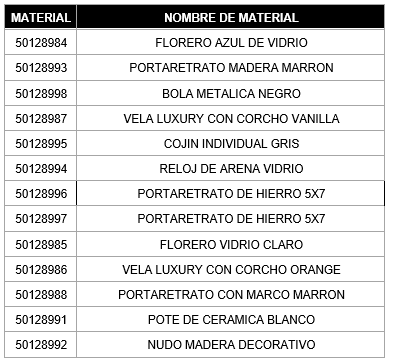 MATERIAL NOMBRE DE MATERIAL
50128984 FLORERO AZUL DE VIDRIO
50128993 PORTARETRATO MADERA MARRON
50128998 BOLA METALICA NEGRO
50128987 VELA LUXURY CON CORCHO VANILLA
50128995 COJIN INDIVIDUAL GRIS
50128994 RELOJ DE ARENA VIDRIO
50128996 PORTARETRATO DE HIERRO 5X7
50128997 PORTARETRATO DE HIERRO 5X7
50128985 FLORERO VIDRIO CLARO
50128986 VELA LUXURY CON CORCHO ORANGE
50128988 PORTARETRATO CON MARCO MARRON
50128991 POTE DE CERAMICA BLANCO
50128992 NUDO MADERA DECORATIVO